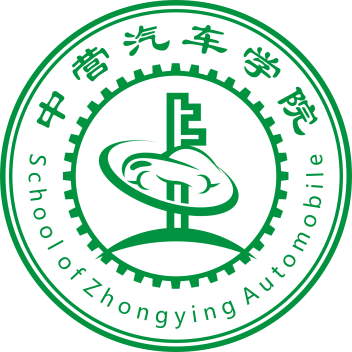 中营汽车学院
School of Zhongying Automobile